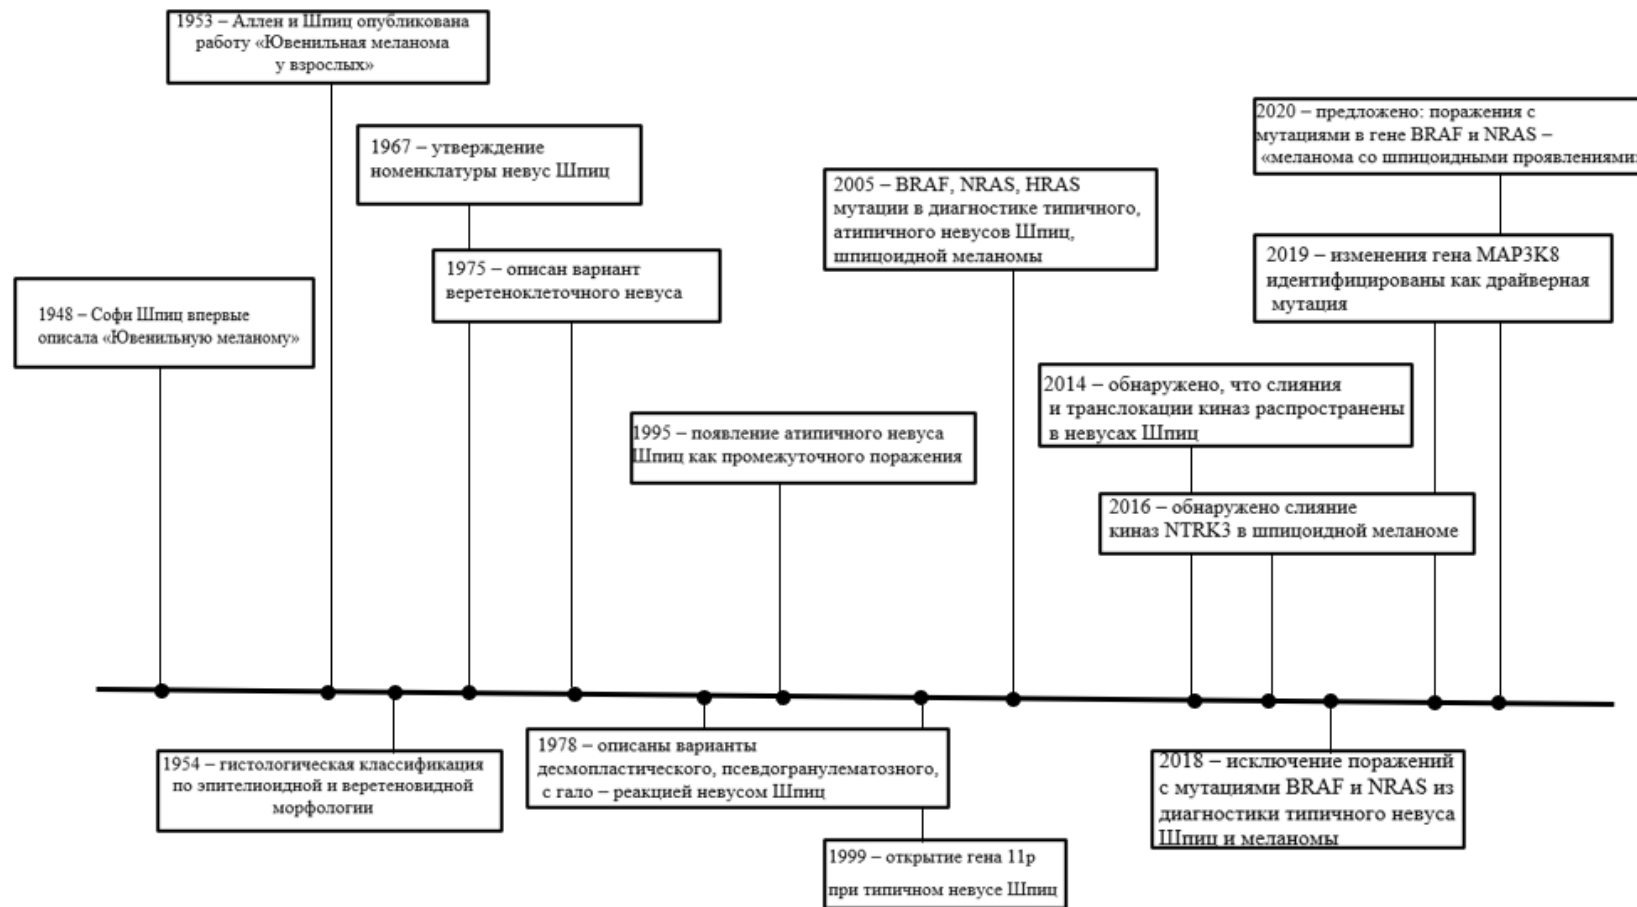 1953 – Аллен и Шпиц опубликована
работу «Ювенильная меланома
у взрослых»
1967 – утверждение
номенклатуры невус Шпиц
1975 – описан вариант
веретеноклеточного невуса
1948 – Софи Шпиц впервые
описала «Ювенильную меланому»
1995 – появление атипичного невуса
Шпиц как промежуточного поражения
2005 – BRAF, NRAS, HRAS
мутации в диагностике типичного,
атипичного невусов Шпиц,
шпицоидной меланомы
2020 – предложено: поражения с
мутациями в гене BRAF и NRAS –
«меланома со шпицоидными проявлениями»
2019 – изменения гена MAP3K8
идентифицированы как драйверная
мутация
2014 – обнаружено, что слияния
и транслокации киназ распространены
в невусах Шпиц
2016 – обнаружено слияние
киназ NTRK3 в шпицоидной меланоме
1954 – гистологическая классификация
по эпителиоидной и веретеновидной
морфологии
1978 – описаны варианты
десмопластического, псевдогранулематозного,
с гало – реакцией невусом Шпиц
1999 – открытие гена 11р
при типичном невусе Шпиц
2018 – исключение поражений
с мутациями BRAF и NRAS из
диагностики типичного невуса
Шпиц и меланомы